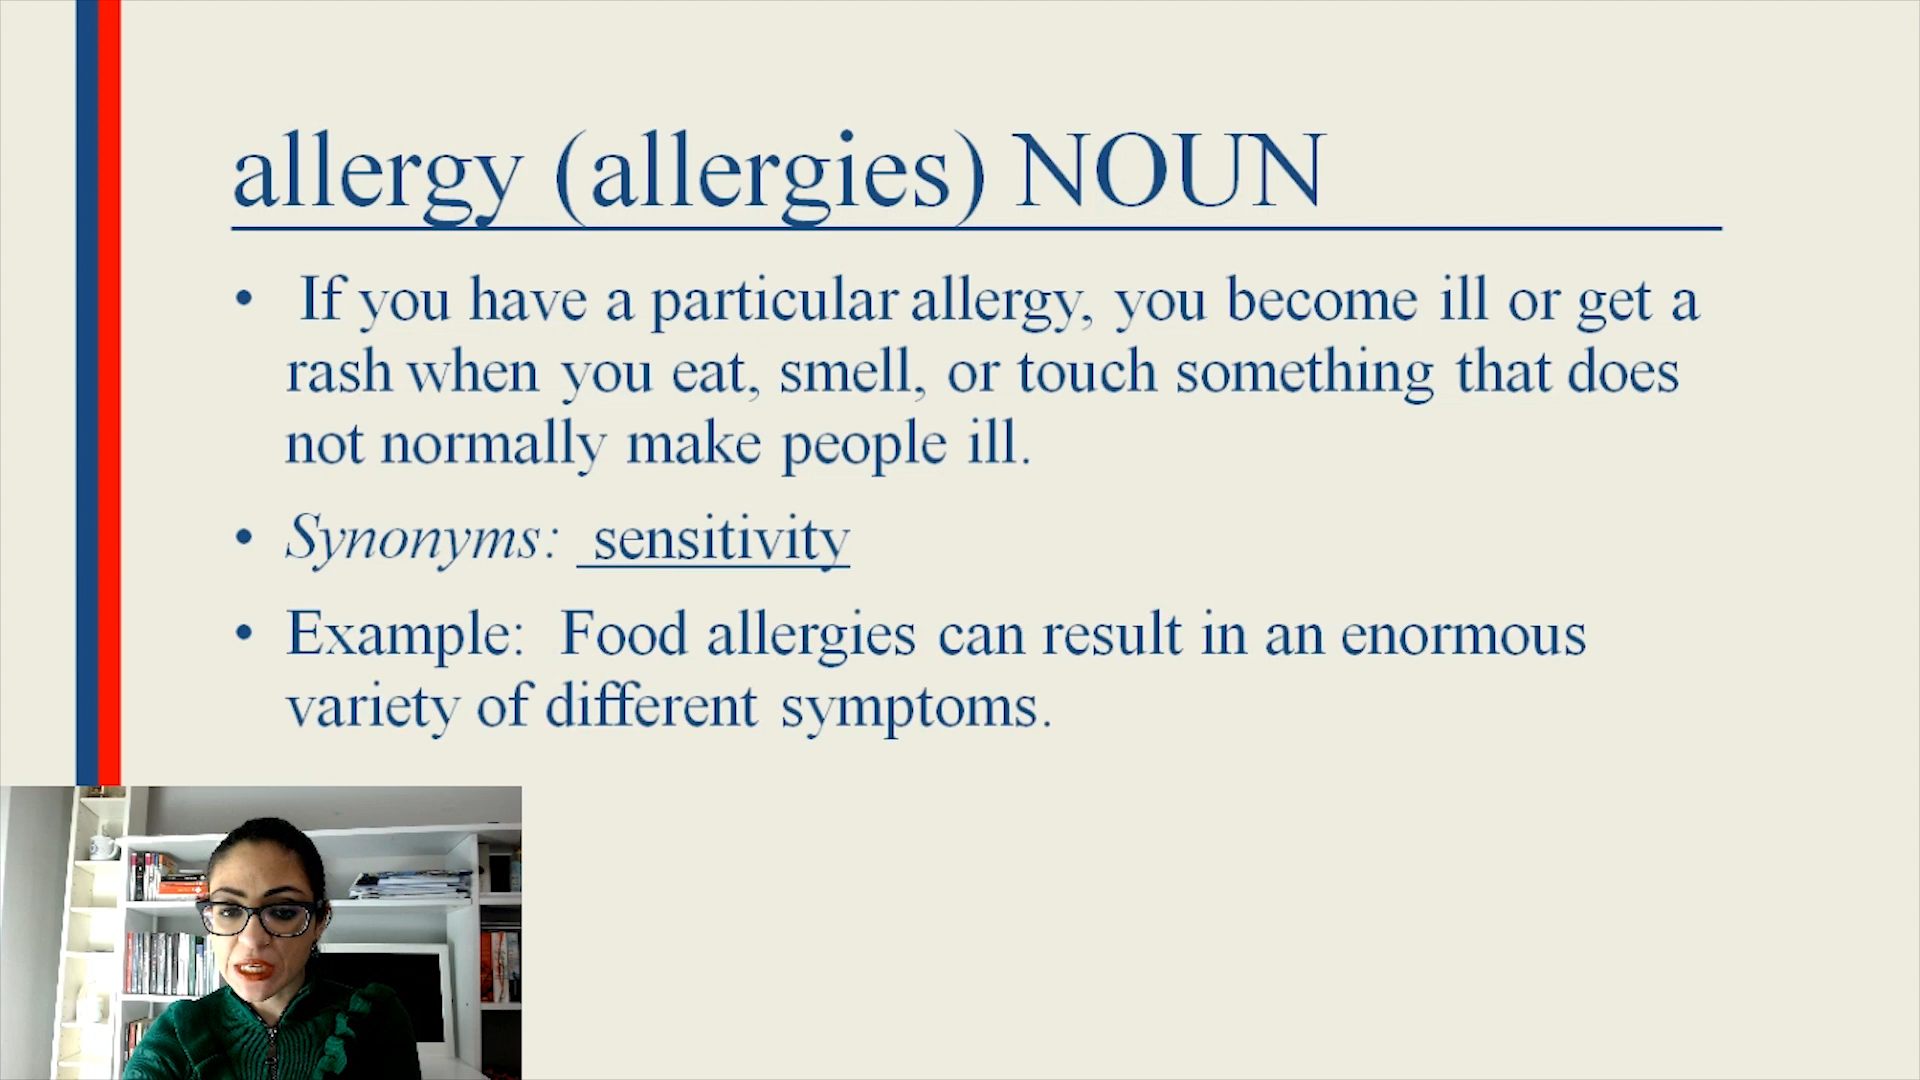 allergy (allergies) NOUN
• If you have a particular allergy, you become ill or get a
rash when you eat, smell, or touch something that does
not normally make people ill.
• Synonyms: sensitivity
• Example: Food allergies can result in an enormous
variety of different symptoms.